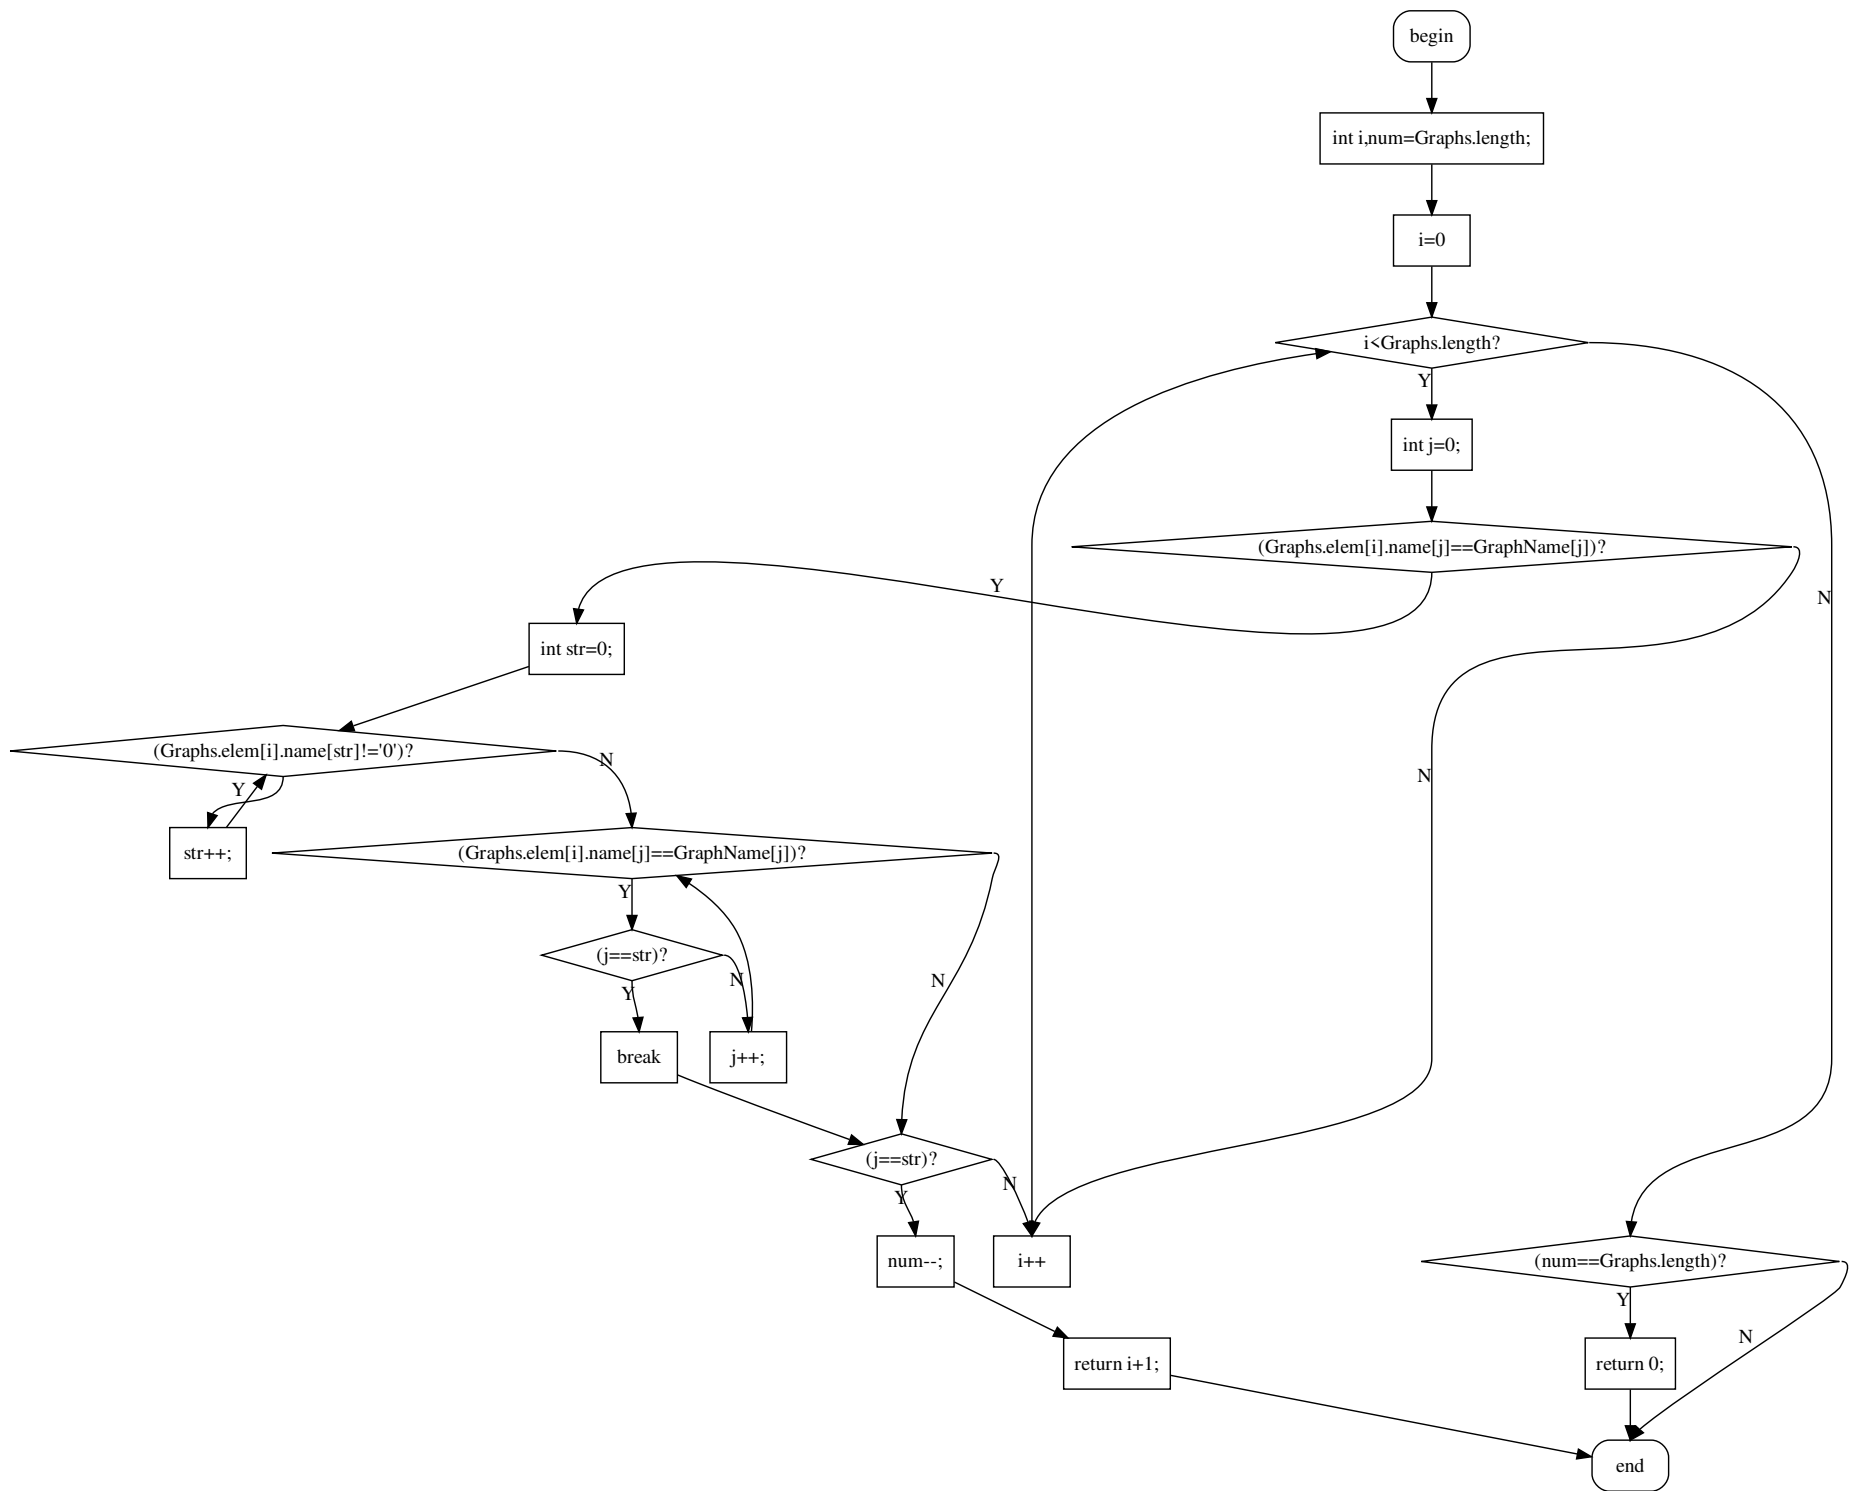 begin
int i,num=Graphs.length;
i=0
i<Graphs.length?
Y
int j=0;
(Graphs.elem[i].name[j]==GraphName[j])?
Y
N
int str=0;
(Graphs.elem[i].name[str]!='0')?
N
N
Y
str++;
(Graphs.elem[i].name[j]==GraphName[j])?
Y
(j==str)?
N
N
Y
break
j++;
(j==str)?
N
Y
num--;
i++
(num==Graphs.length)?
Y
N
return i+1;
return 0;
end